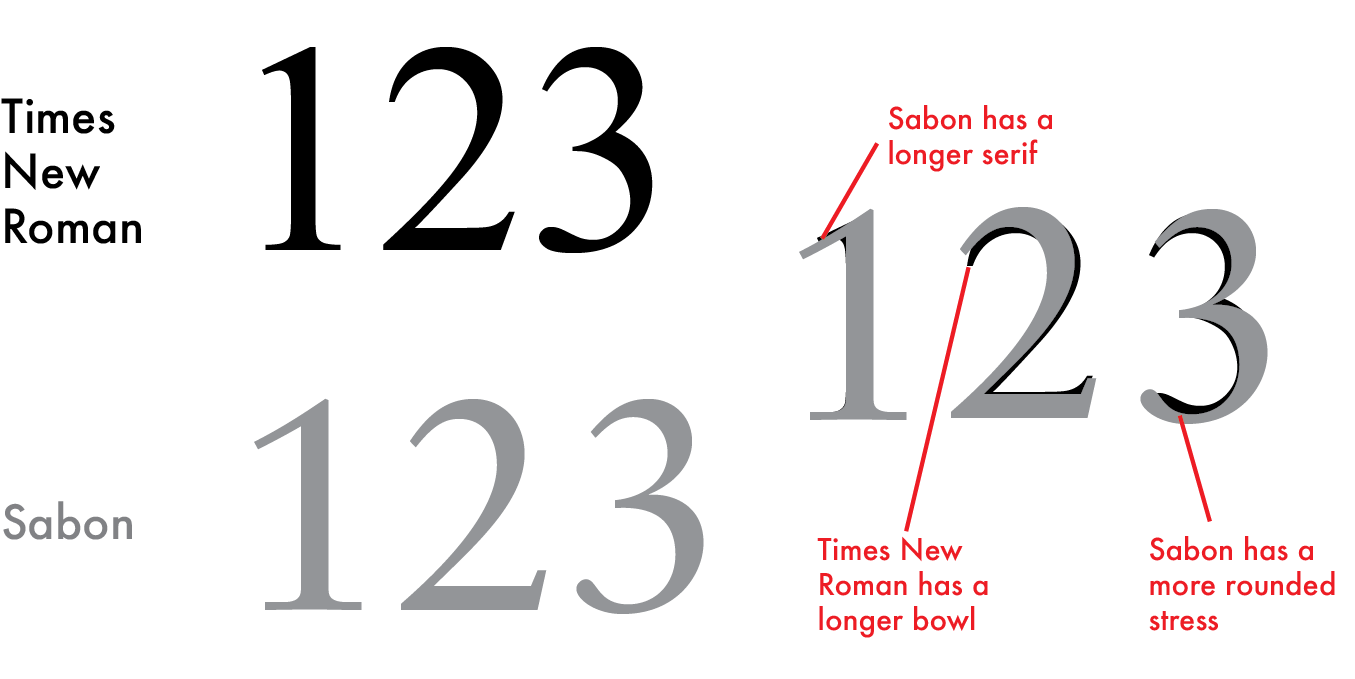 Times
New
Roman
123
Sabon
123
Sabon has a
longer serif
123
Times New
Roman has a
longer bowl
Sabon has a
more rounded
stress